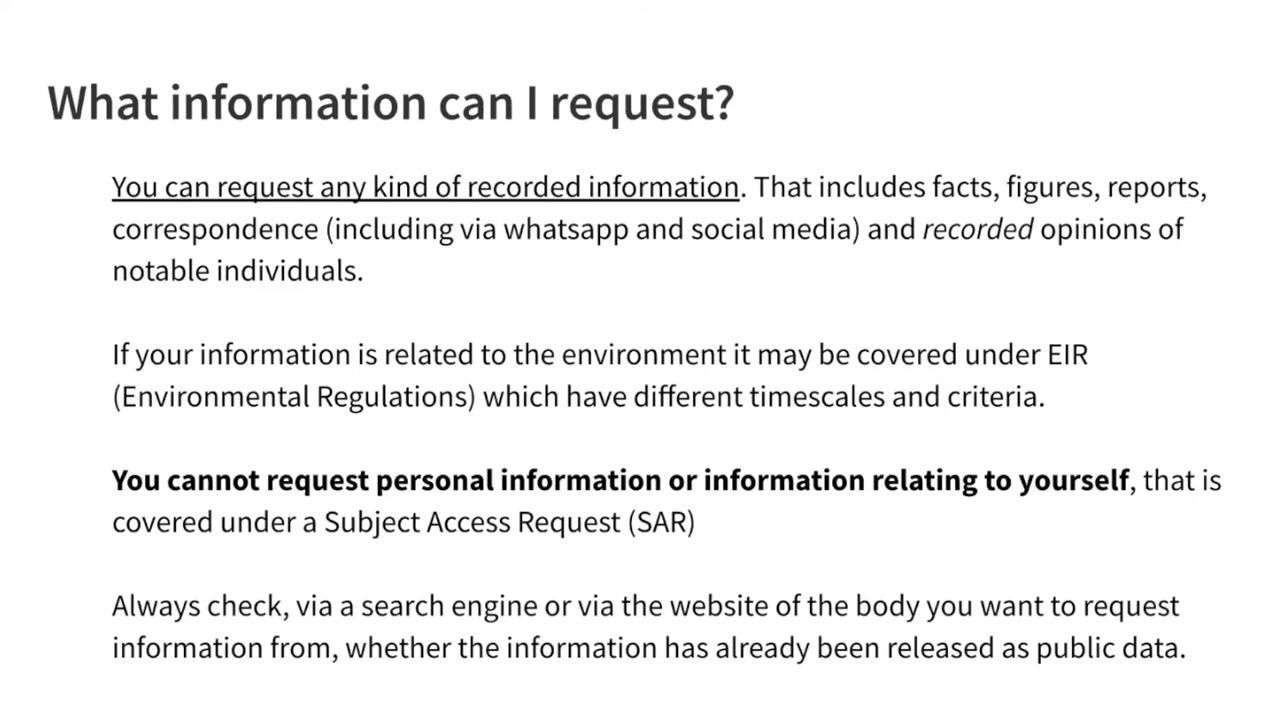 What information can I request?
You can request any kind of recorded information. That includes facts, figures, reports,
correspondence (including via whatsapp and social media) and recorded opinions of
notable individuals.
If your information is related to the environment it may be covered under EIR
(Environmental Regulations) which have different timescales and criteria.
You cannot request personal information or information relating to yourself, that is
covered under a Subject Access Request (SAR)
Always check, via a search engine or via the website of the body you want to request
information from, whether the information has already been released as public data.